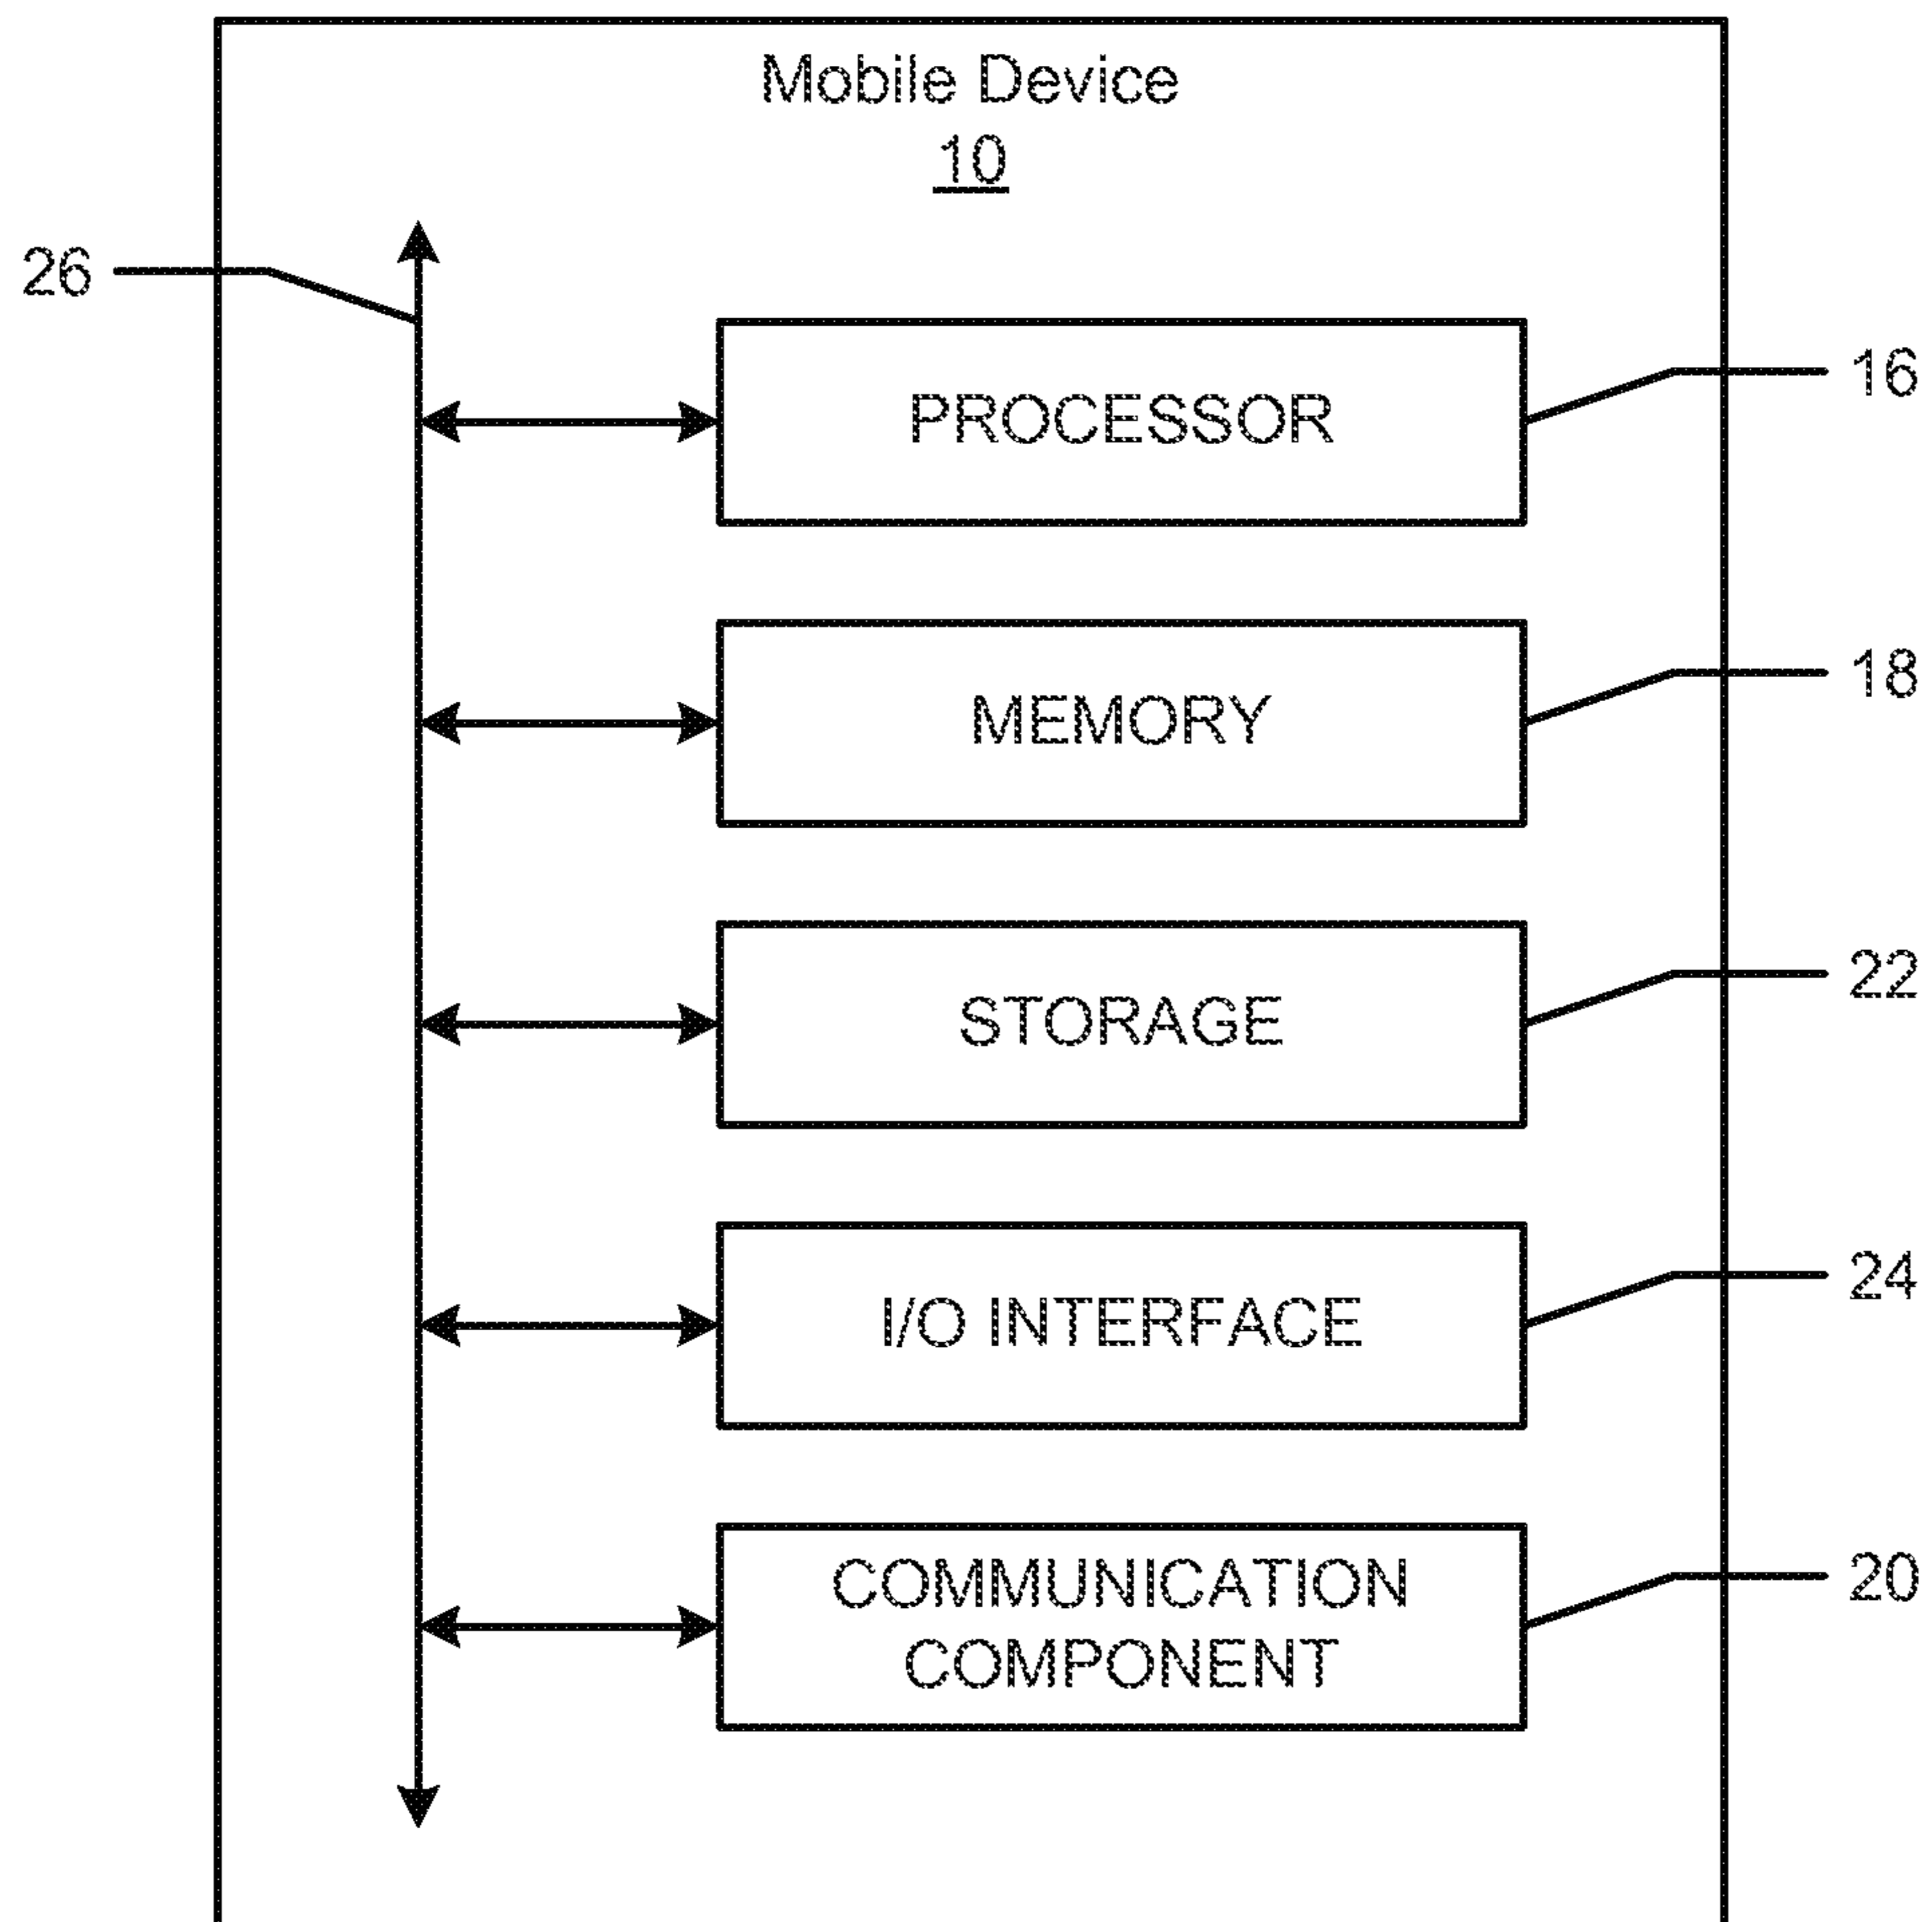 Mobile Device
10
26
PROCESSOR
16
MEMORY
18
STORAGE
22
I/O INTERFACE
24
COMMUNICATION
COMPONENT
20